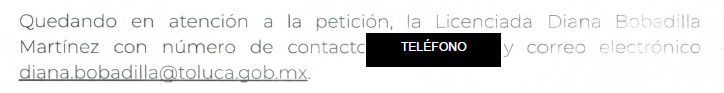 Quedando en atención a la petición, la Licenciada Diana Bobadilla
Martínez con número de contacto TELÉFONO y correo electrónico
diana.bobadilla@toluca.gob.mx.